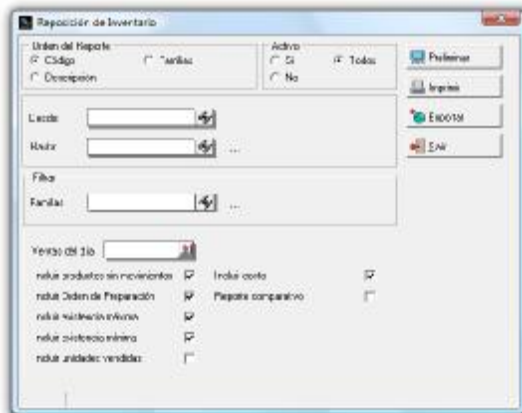 Reposición de Inventario
Orden del Reporte
Código
Familias
Descripción
Activo
Si
Todos
No
Preliminar
Imprimir
Exportar
Salir
Desde
Hasta
...
Filtrar
Familias
...
Ventas del Día
Incluir productos sin movimientos
Incluir costo
Incluir Orden de Preparación
Reporte comparativo
Incluir existencia máxima
Incluir existencia mínima
Incluir unidades vendidas